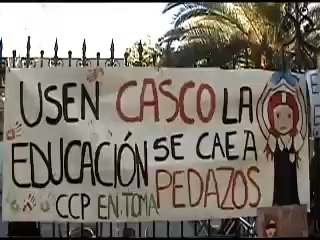 USEN CASCO LA
EDUCACIÓN SE CAE A
PEDAZOS
CCP EN TOMA